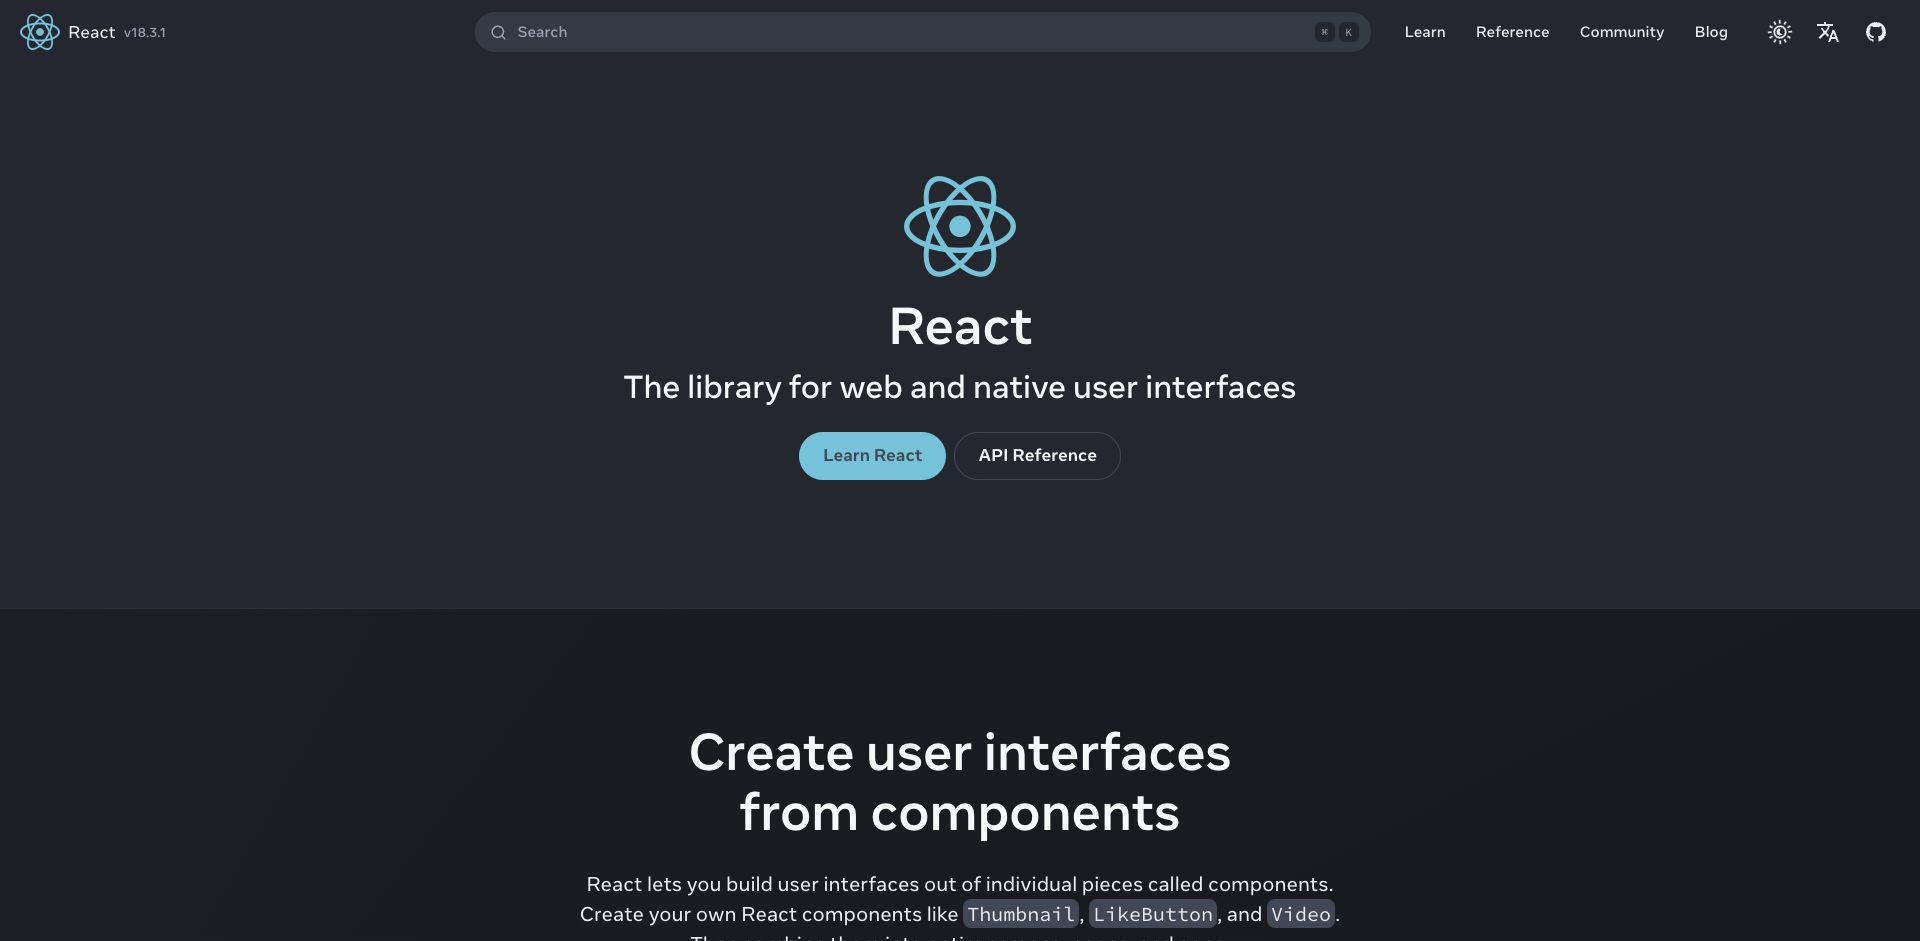 React v18.3.1
Search
⌘ K
Learn Reference Community Blog
React
The library for web and native user interfaces
Learn React
API Reference
Create user interfaces
from components
React lets you build user interfaces out of individual pieces called components.
Create your own React components like Thumbnail, LikeButton, and Video.